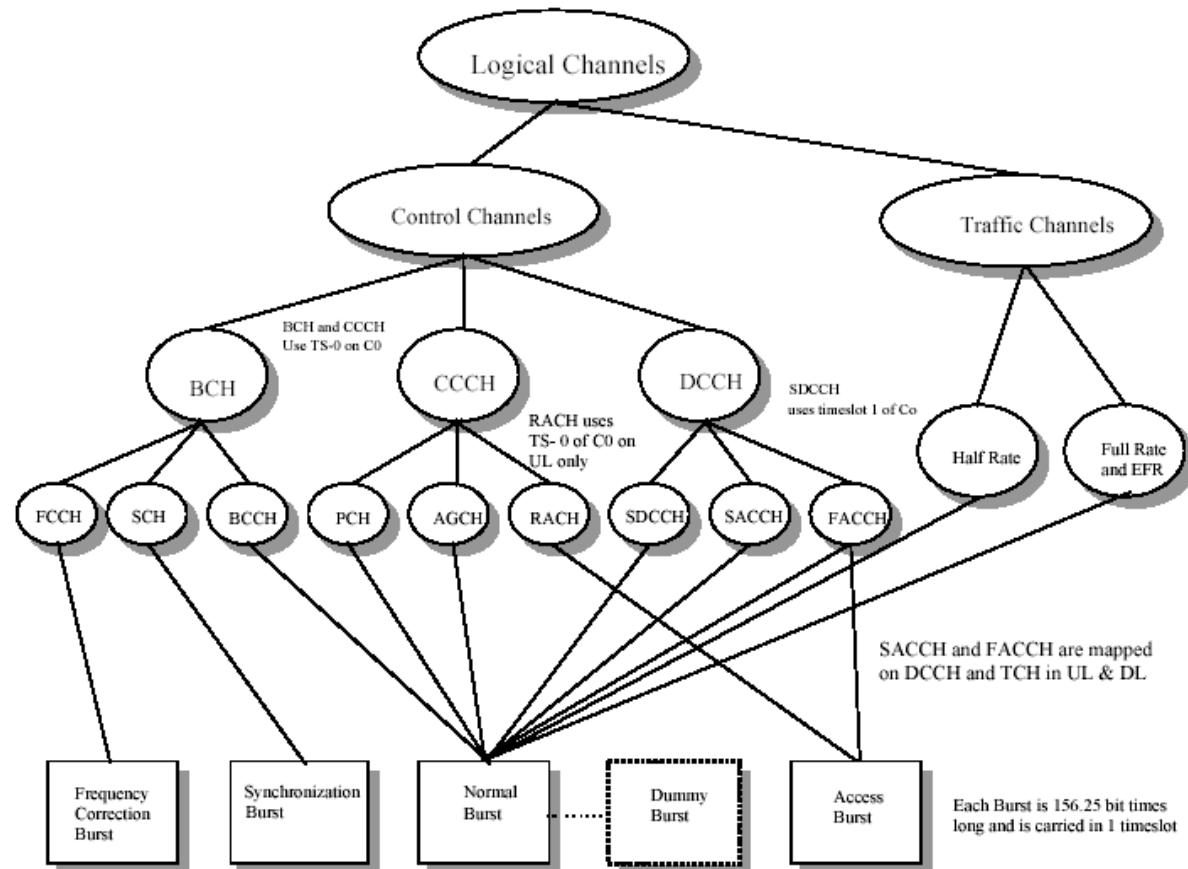 Logical Channels
Control Channels
Traffic Channels
BCH and CCCH
Use TS-0 on C0
BCH
CCCH
DCCH
SDCCH
uses timeslot 1 of Co
RACH uses
TS- 0 of C0 on
UL only
Half Rate
Full Rate
and EFR
FCCH
SCH
BCCH
PCH
AGCH
RACH
SDCCH
SACCH
FACCH
SACCH and FACCH are mapped
on DCCH and TCH in UL & DL
Frequency
Correction
Burst
Synchronization
Burst
Normal
Burst
Dummy
Burst
Access
Burst
Each Burst is 156.25 bit times
long and is carried in 1 timeslot